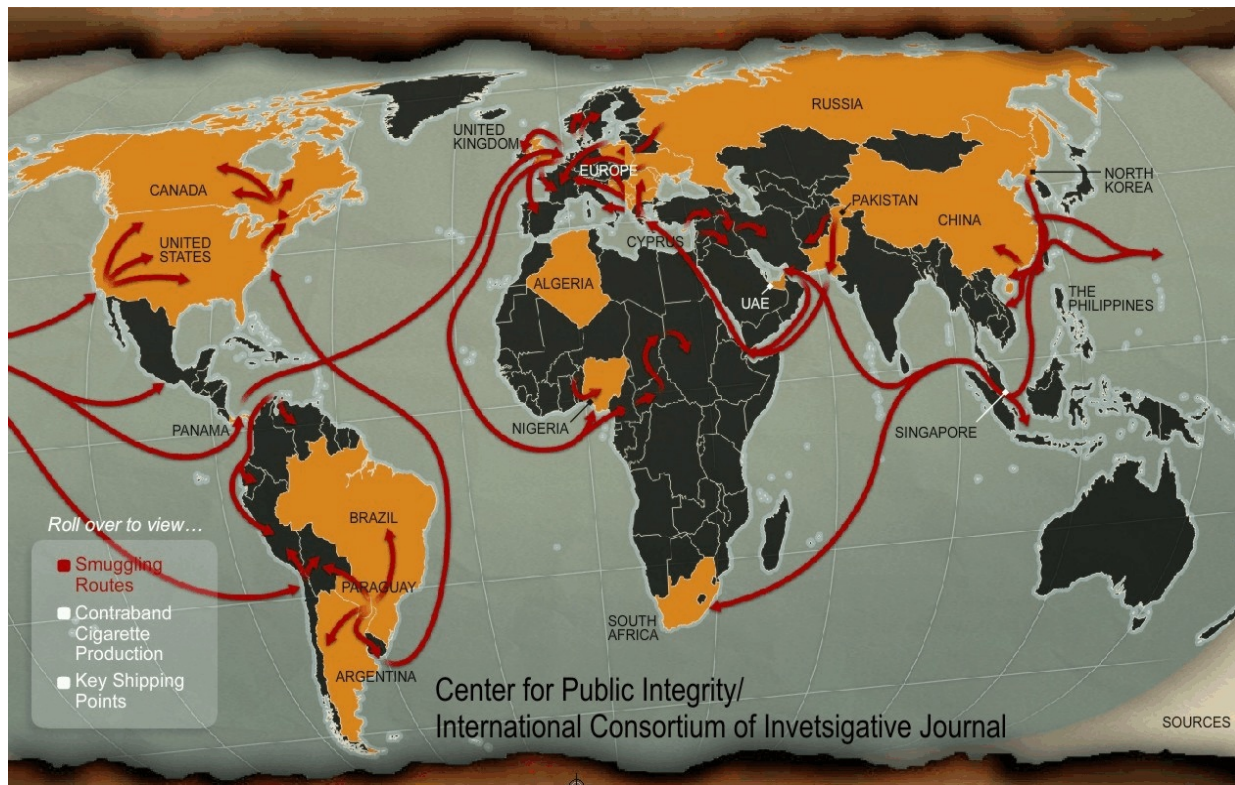 RUSSIA
UNITED
KINGDOM
EUROPE
NORTH
KOREA
CANADA
PAKISTAN
CHINA
UNITED
STATES
CYPRUS
ALGERIA
UAE
THE
PHILIPPINES
PANAMA
NIGERIA
SINGAPORE
BRAZIL
PARAGUAY
SOUTH
AFRICA
ARGENTINA
Roll over to view...
Smuggling
Routes
Contraband
Cigarette
Production
Key Shipping
Points
Center for Public Integrity/
International Consortium of Invetsigative Journal
SOURCES